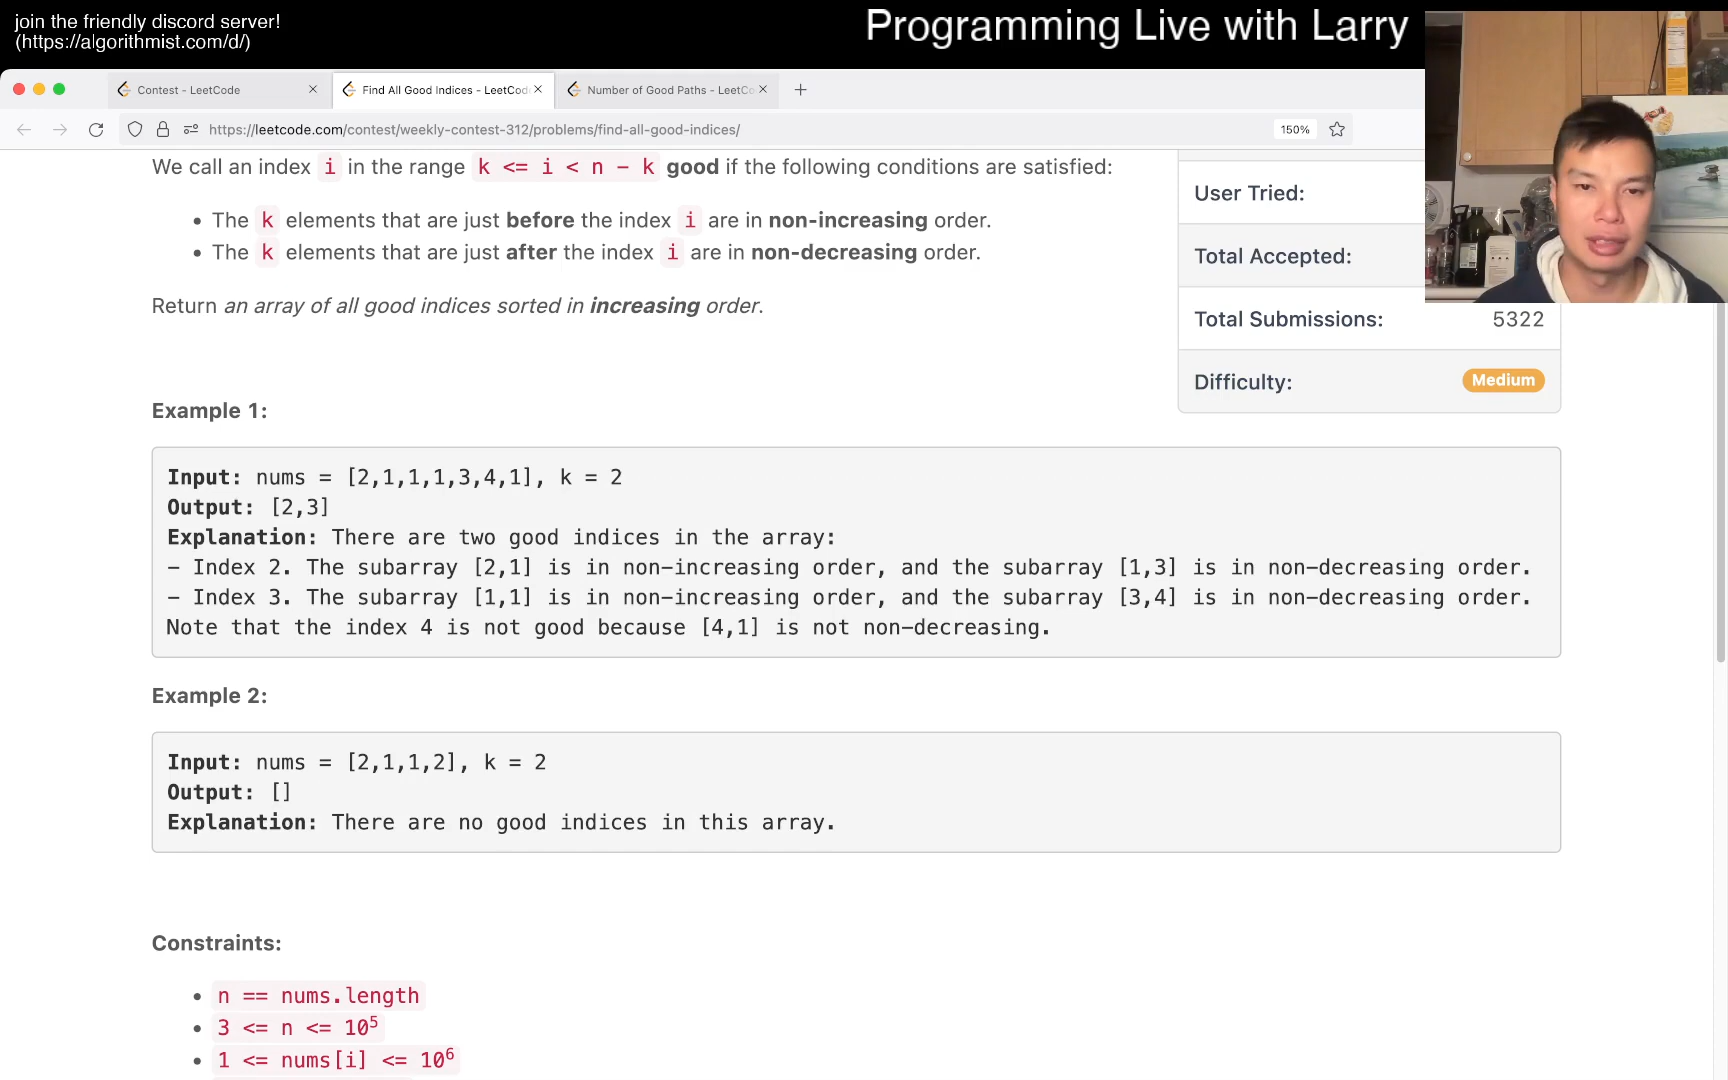 join the friendly discord server!
(https://algorithmist.com/d/)
Programming Live with Larry
Contest - LeetCode
Find All Good Indices - LeetCod
Number of Good Paths - LeetCo
https://leetcode.com/contest/weekly-contest-312/problems/find-all-good-indices/
150%
We call an index i in the range k <= i < n - k good if the following conditions are satisfied:
• The k elements that are just before the index i are in non-increasing order.
• The k elements that are just after the index i are in non-decreasing order.
Return an array of all good indices sorted in increasing order.
User Tried:
Total Accepted:
Total Submissions: 5322
Difficulty: Medium
Example 1:
Input: nums = [2,1,1,1,3,4,1], k = 2
Output: [2,3]
Explanation: There are two good indices in the array:
- Index 2. The subarray [2,1] is in non-increasing order, and the subarray [1,3] is in non-decreasing order.
- Index 3. The subarray [1,1] is in non-increasing order, and the subarray [3,4] is in non-decreasing order.
Note that the index 4 is not good because [4,1] is not non-decreasing.
Example 2:
Input: nums = [2,1,1,2], k = 2
Output: []
Explanation: There are no good indices in this array.
Constraints:
• n == nums.length
• 3 <= n <= 10⁵
• 1 <= nums[i] <= 10⁶